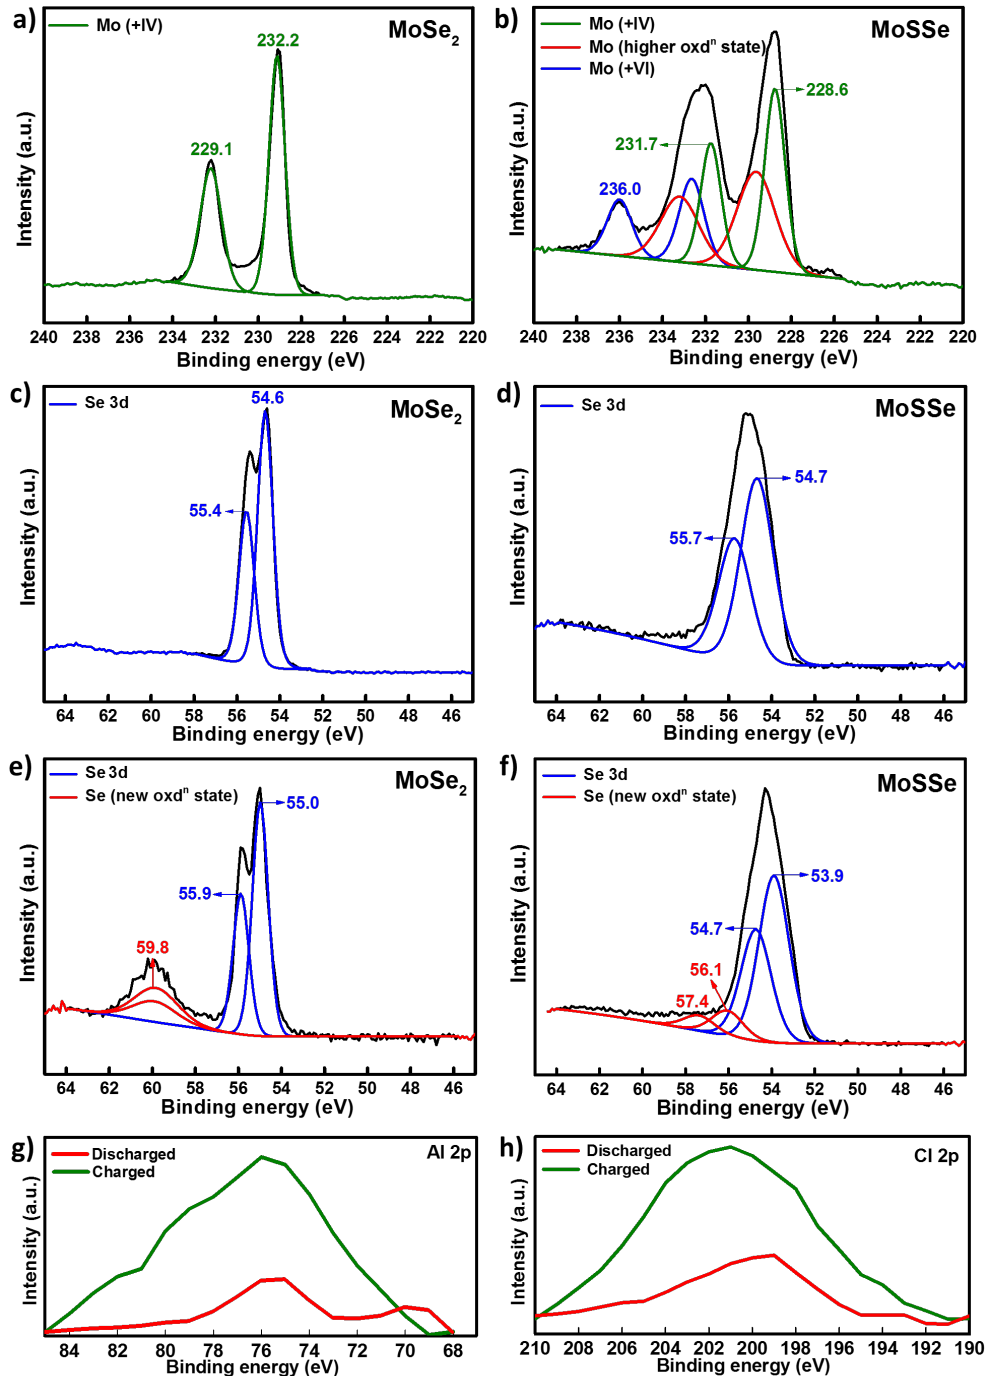 a)
Mo (+IV)
MoSe2
232.2
229.1
Intensity (a.u.)
240 238 236 234 232 230 228 226 224 222 220
Binding energy (eV)
b)
Mo (+IV)
Mo (higher oxdⁿ state)
Mo (+VI)
MoSSe
228.6
231.7
236.0
Intensity (a.u.)
240 238 236 234 232 230 228 226 224 222 220
Binding energy (eV)
c)
Se 3d
54.6
MoSe2
55.4
Intensity (a.u.)
64 62 60 58 56 54 52 50 48 46
Binding energy (eV)
d)
Se 3d
MoSSe
54.7
55.7
Intensity (a.u.)
64 62 60 58 56 54 52 50 48 46
Binding energy (eV)
e)
Se 3d
Se (new oxdⁿ state)
MoSe2
55.0
55.9
59.8
Intensity (a.u.)
64 62 60 58 56 54 52 50 48 46
Binding energy (eV)
f)
Se 3d
Se (new oxdⁿ state)
MoSSe
53.9
54.7
56.1
57.4
Intensity (a.u.)
64 62 60 58 56 54 52 50 48 46
Binding energy (eV)
g)
Discharged
Charged
Al 2p
Intensity (a.u.)
84 82 80 78 76 74 72 70 68
Binding energy (eV)
h)
Discharged
Charged
Cl 2p
Intensity (a.u.)
210 208 206 204 202 200 198 196 194 192 190
Binding energy (eV)